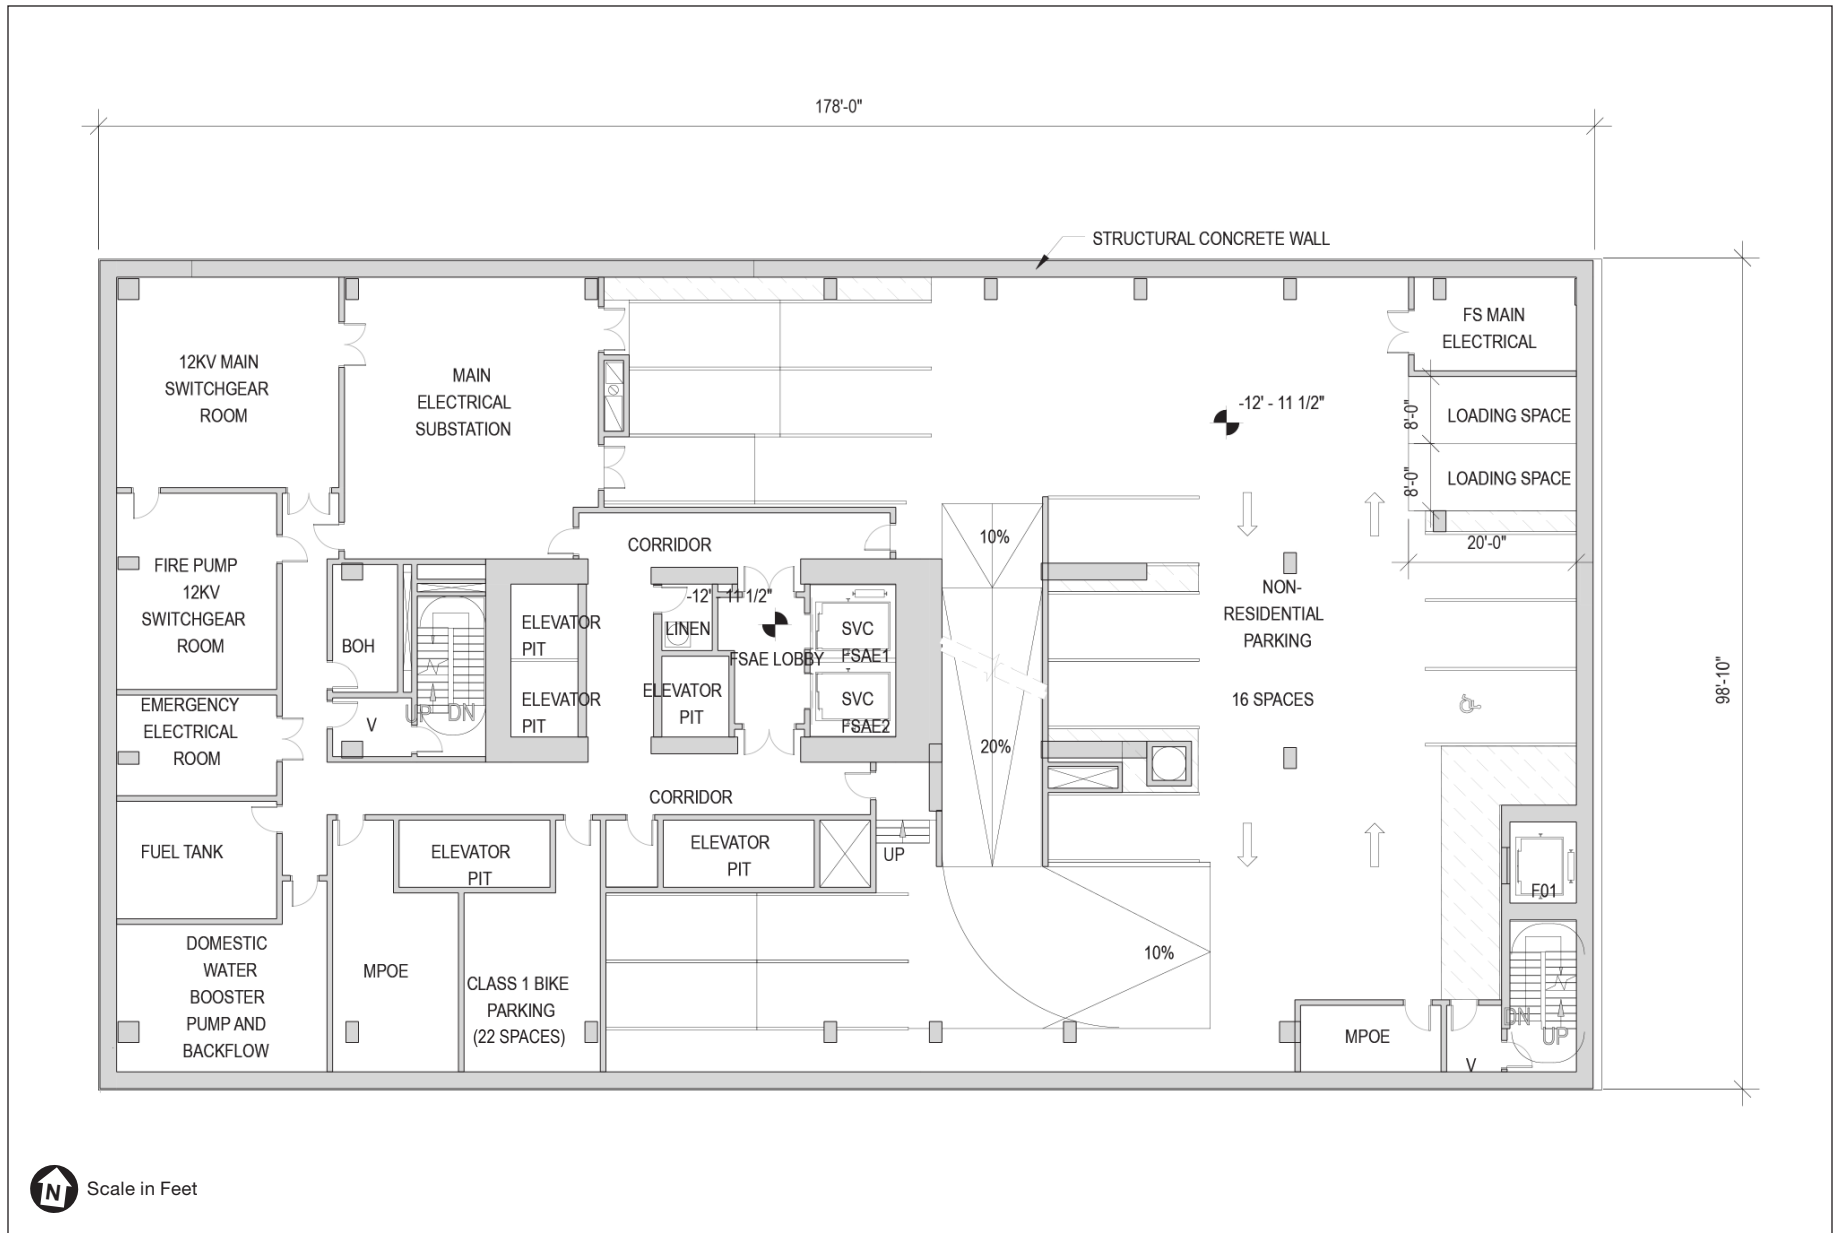 178'-0"
STRUCTURAL CONCRETE WALL
12KV MAIN
SWITCHGEAR
ROOM
MAIN
ELECTRICAL
SUBSTATION
FS MAIN
ELECTRICAL
-12' - 11 1/2"
8'-0"
LOADING SPACE
8'-0"
LOADING SPACE
20'-0"
10%
CORRIDOR
FIRE PUMP
12KV
SWITCHGEAR
ROOM
BOH
ELEVATOR
PIT
ELEVATOR
PIT
-12' - 11 1/2"
LINEN
FSAE LOBBY
ELEVATOR
PIT
SVC
FSAE1
SVC
FSAE2
NON-
RESIDENTIAL
PARKING
16 SPACES
98'-10"
EMERGENCY
ELECTRICAL
ROOM
V
UP
DN
20%
CORRIDOR
FUEL TANK
ELEVATOR
PIT
ELEVATOR
PIT
UP
F01
DOMESTIC
WATER
BOOSTER
PUMP AND
BACKFLOW
MPOE
CLASS 1 BIKE
PARKING
(22 SPACES)
10%
MPOE
V
DN
UP
N
Scale in Feet